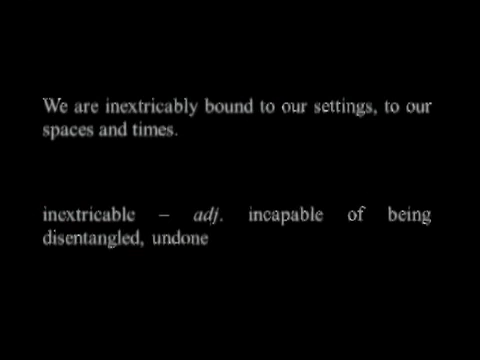 We are inextricably bound to our settings, to our
spaces and times.
inextricable – adj. incapable of being
disentangled, undone